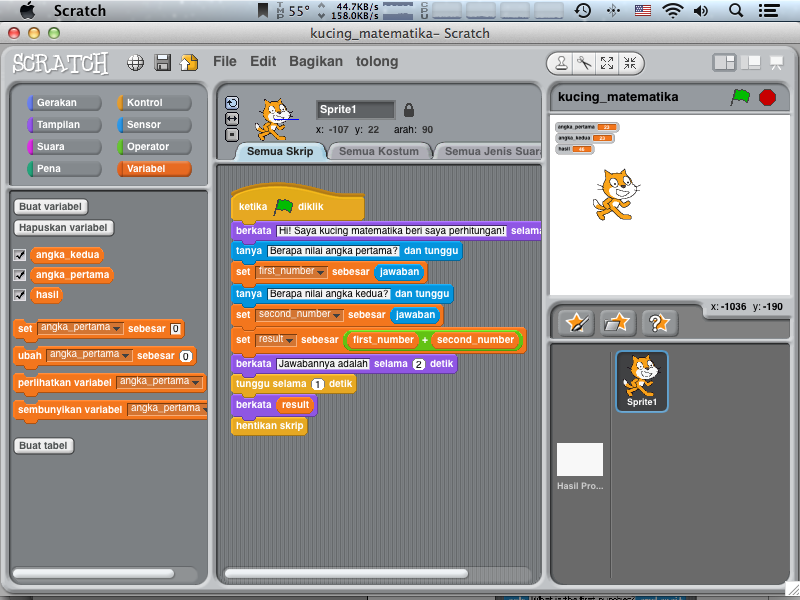 Scratch
TMP 55° 44.7KB/s 158.0KB/s CPU
kucing_matematika– Scratch
SCRATCH File Edit Bagikan tolong
Gerakan Kontrol
Tampilan Sensor
Suara Operator
Pena Variabel
Buat variabel
Hapuskan variabel
angka_kedua
angka_pertama
hasil
set angka_pertama sebesar 0
ubah angka_pertama sebesar 0
perlihatkan variabel angka_pertama
sembunyikan variabel angka_pertama
Buat tabel
Sprite1
x: -107 y: 22 arah: 90
Semua Skrip Semua Kostum Semua Jenis Suar
ketika diklik
berkata Hi! Saya kucing matematika beri saya perhitungan! selama
tanya Berapa nilai angka pertama? dan tunggu
set first_number sebesar jawaban
tanya Berapa nilai angka kedua? dan tunggu
set second_number sebesar jawaban
set result sebesar first_number + second_number
berkata Jawabannya adalah selama 2 detik
tunggu selama 1 detik
berkata result
hentikan skrip
kucing_matematika
angka_pertama
angka_kedua
hasil
x: -1036 y: -190
Sprite1
Hasil Pro...